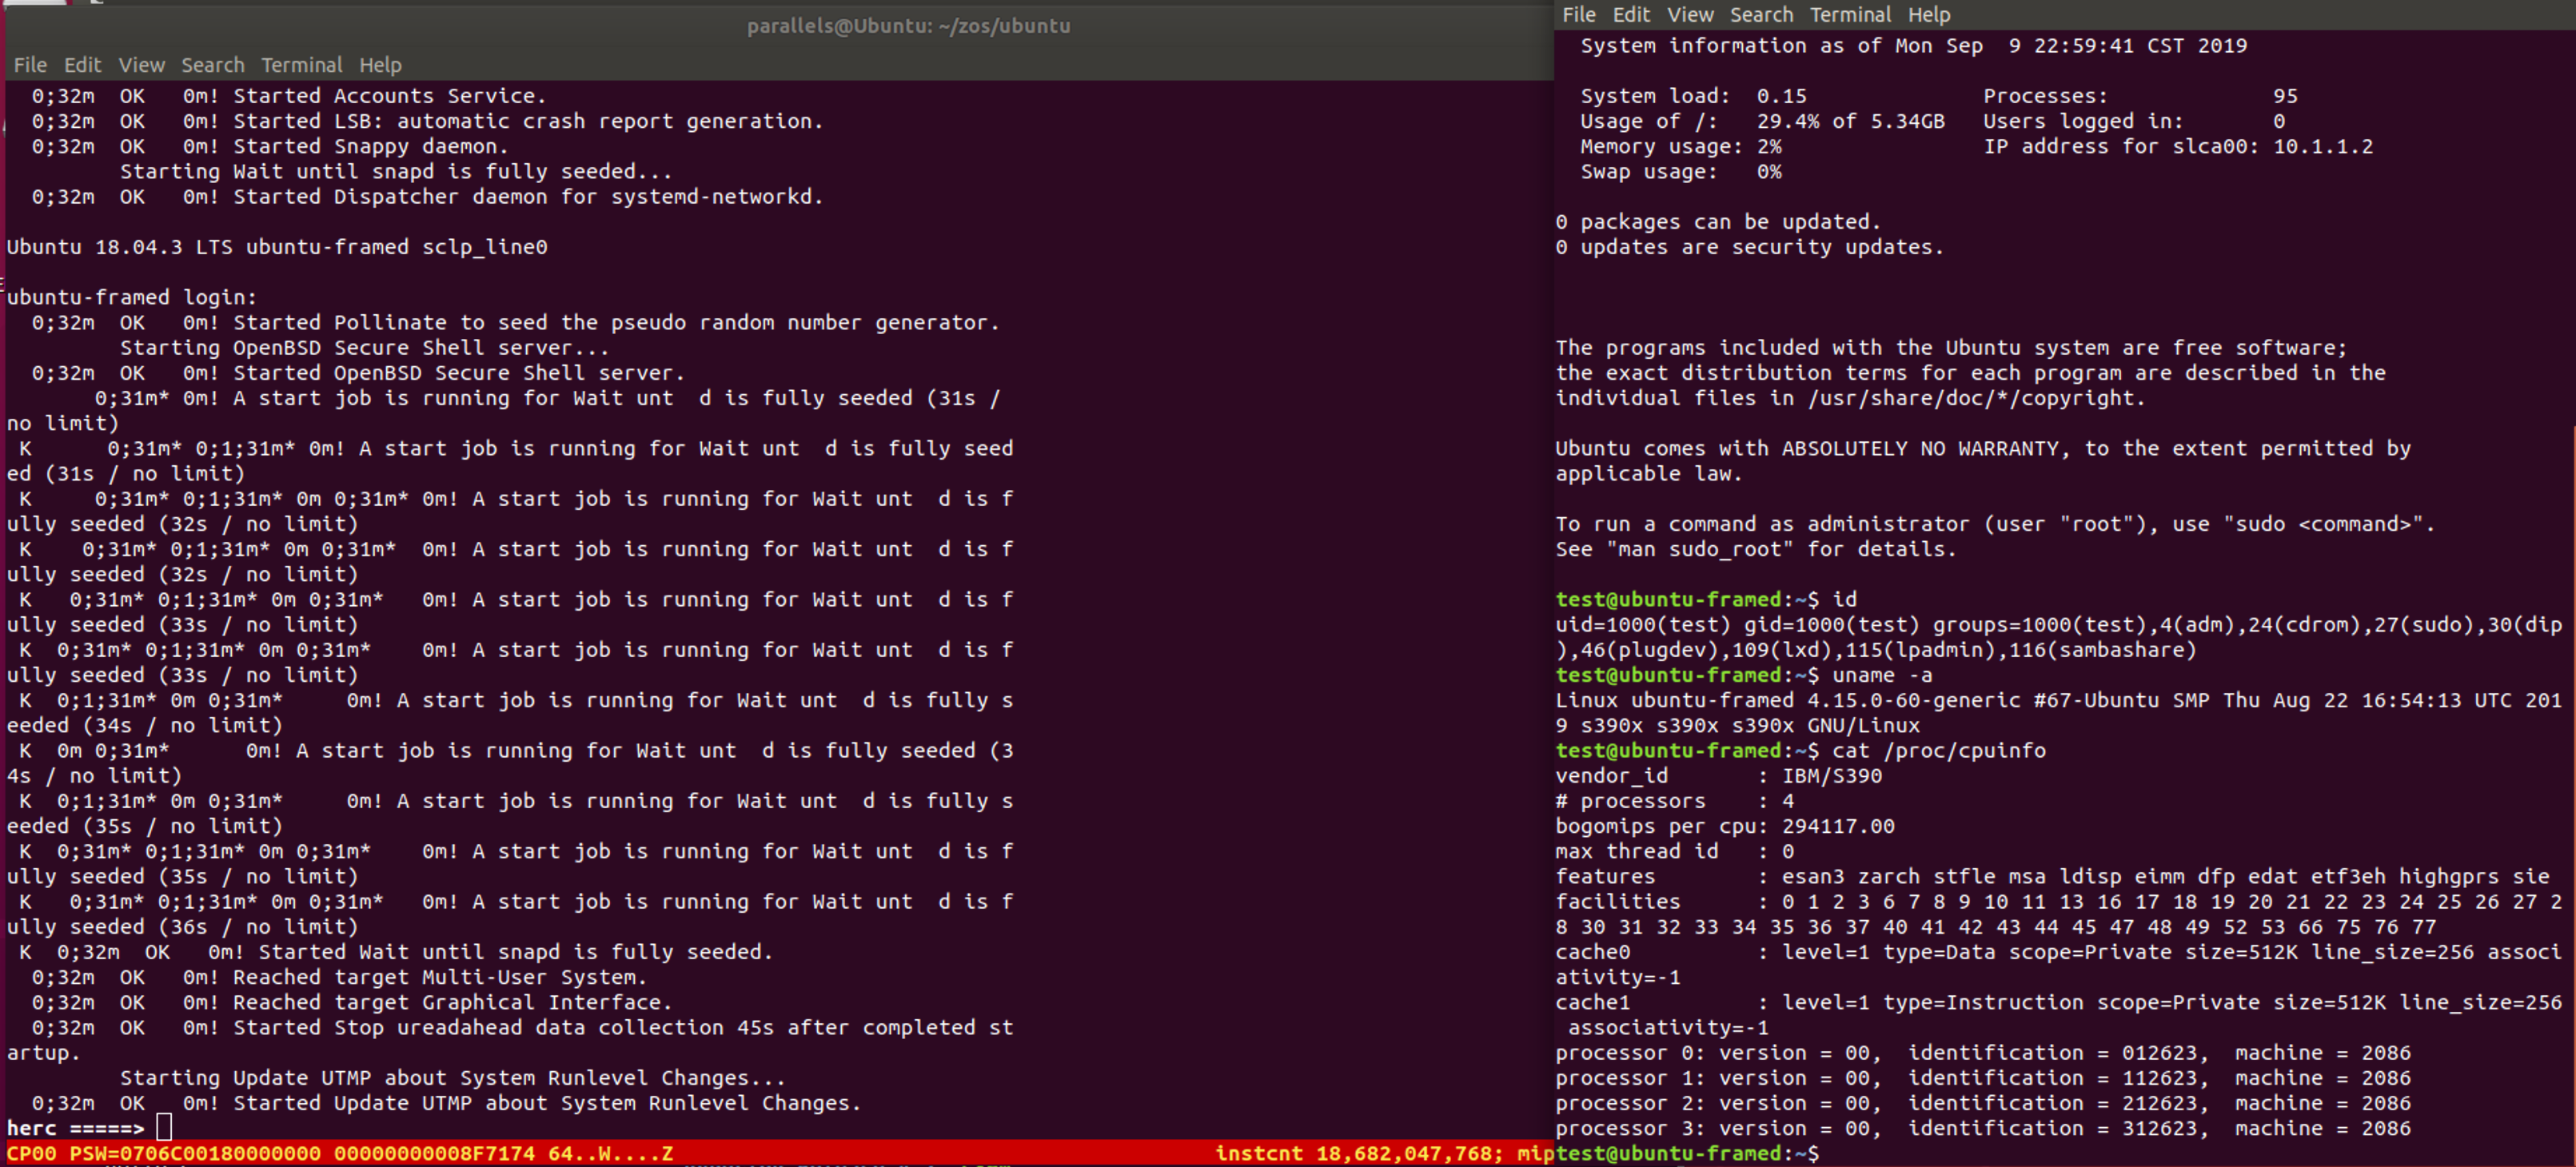 parallels@Ubuntu: ~/zos/ubuntu
File Edit View Search Terminal Help
0;32m OK 0m! Started Accounts Service.
0;32m OK 0m! Started LSB: automatic crash report generation.
0;32m OK 0m! Started Snappy daemon.
Starting Wait until snapd is fully seeded...
0;32m OK 0m! Started Dispatcher daemon for systemd-networkd.
Ubuntu 18.04.3 LTS ubuntu-framed sclp_line0
ubuntu-framed login:
0;32m OK 0m! Started Pollinate to seed the pseudo random number generator.
Starting OpenBSD Secure Shell server...
0;32m OK 0m! Started OpenBSD Secure Shell server.
0;31m* 0m! A start job is running for Wait unt d is fully seeded (31s /
no limit)
K 0;31m* 0;1;31m* 0m! A start job is running for Wait unt d is fully seed
ed (31s / no limit)
K 0;31m* 0;1;31m* 0m 0;31m* 0m! A start job is running for Wait unt d is f
ully seeded (32s / no limit)
K 0;31m* 0;1;31m* 0m 0;31m* 0m! A start job is running for Wait unt d is f
ully seeded (32s / no limit)
K 0;31m* 0;1;31m* 0m 0;31m* 0m! A start job is running for Wait unt d is f
ully seeded (33s / no limit)
K 0;31m* 0;1;31m* 0m 0;31m* 0m! A start job is running for Wait unt d is f
ully seeded (33s / no limit)
K 0;1;31m* 0m 0;31m* 0m! A start job is running for Wait unt d is fully s
eeded (34s / no limit)
K 0m 0;31m* 0m! A start job is running for Wait unt d is fully seeded (3
4s / no limit)
K 0;1;31m* 0m 0;31m* 0m! A start job is running for Wait unt d is fully s
eeded (35s / no limit)
K 0;31m* 0;1;31m* 0m 0;31m* 0m! A start job is running for Wait unt d is f
ully seeded (35s / no limit)
K 0;31m* 0;1;31m* 0m 0;31m* 0m! A start job is running for Wait unt d is f
ully seeded (36s / no limit)
K 0;32m OK 0m! Started Wait until snapd is fully seeded.
0;32m OK 0m! Reached target Multi-User System.
0;32m OK 0m! Reached target Graphical Interface.
0;32m OK 0m! Started Stop ureadahead data collection 45s after completed st
artup.
Starting Update UTMP about System Runlevel Changes...
0;32m OK 0m! Started Update UTMP about System Runlevel Changes.
herc =====>
CP00 PSW=0706C00180000000 00000000008F7174 64..W....Z instcnt 18,682,047,768; mip
File Edit View Search Terminal Help
System information as of Mon Sep 9 22:59:41 CST 2019
System load: 0.15 Processes: 95
Usage of /: 29.4% of 5.34GB Users logged in: 0
Memory usage: 2% IP address for slca00: 10.1.1.2
Swap usage: 0%
0 packages can be updated.
0 updates are security updates.
The programs included with the Ubuntu system are free software;
the exact distribution terms for each program are described in the
individual files in /usr/share/doc/*/copyright.
Ubuntu comes with ABSOLUTELY NO WARRANTY, to the extent permitted by
applicable law.
To run a command as administrator (user "root"), use "sudo <command>".
See "man sudo_root" for details.
test@ubuntu-framed:~$ id
uid=1000(test) gid=1000(test) groups=1000(test),4(adm),24(cdrom),27(sudo),30(dip
),46(plugdev),109(lxd),115(lpadmin),116(sambashare)
test@ubuntu-framed:~$ uname -a
Linux ubuntu-framed 4.15.0-60-generic #67-Ubuntu SMP Thu Aug 22 16:54:13 UTC 201
9 s390x s390x s390x GNU/Linux
test@ubuntu-framed:~$ cat /proc/cpuinfo
vendor_id : IBM/S390
# processors : 4
bogomips per cpu: 294117.00
max thread id : 0
features : esan3 zarch stfle msa ldisp eimm dfp edat etf3eh highgprs sie
facilities : 0 1 2 3 6 7 8 9 10 11 13 16 17 18 19 20 21 22 23 24 25 26 27 2
8 30 31 32 33 34 35 36 37 40 41 42 43 44 45 47 48 49 52 53 66 75 76 77
cache0 : level=1 type=Data scope=Private size=512K line_size=256 associ
ativity=-1
cache1 : level=1 type=Instruction scope=Private size=512K line_size=256
associativity=-1
processor 0: version = 00, identification = 012623, machine = 2086
processor 1: version = 00, identification = 112623, machine = 2086
processor 2: version = 00, identification = 212623, machine = 2086
processor 3: version = 00, identification = 312623, machine = 2086
test@ubuntu-framed:~$